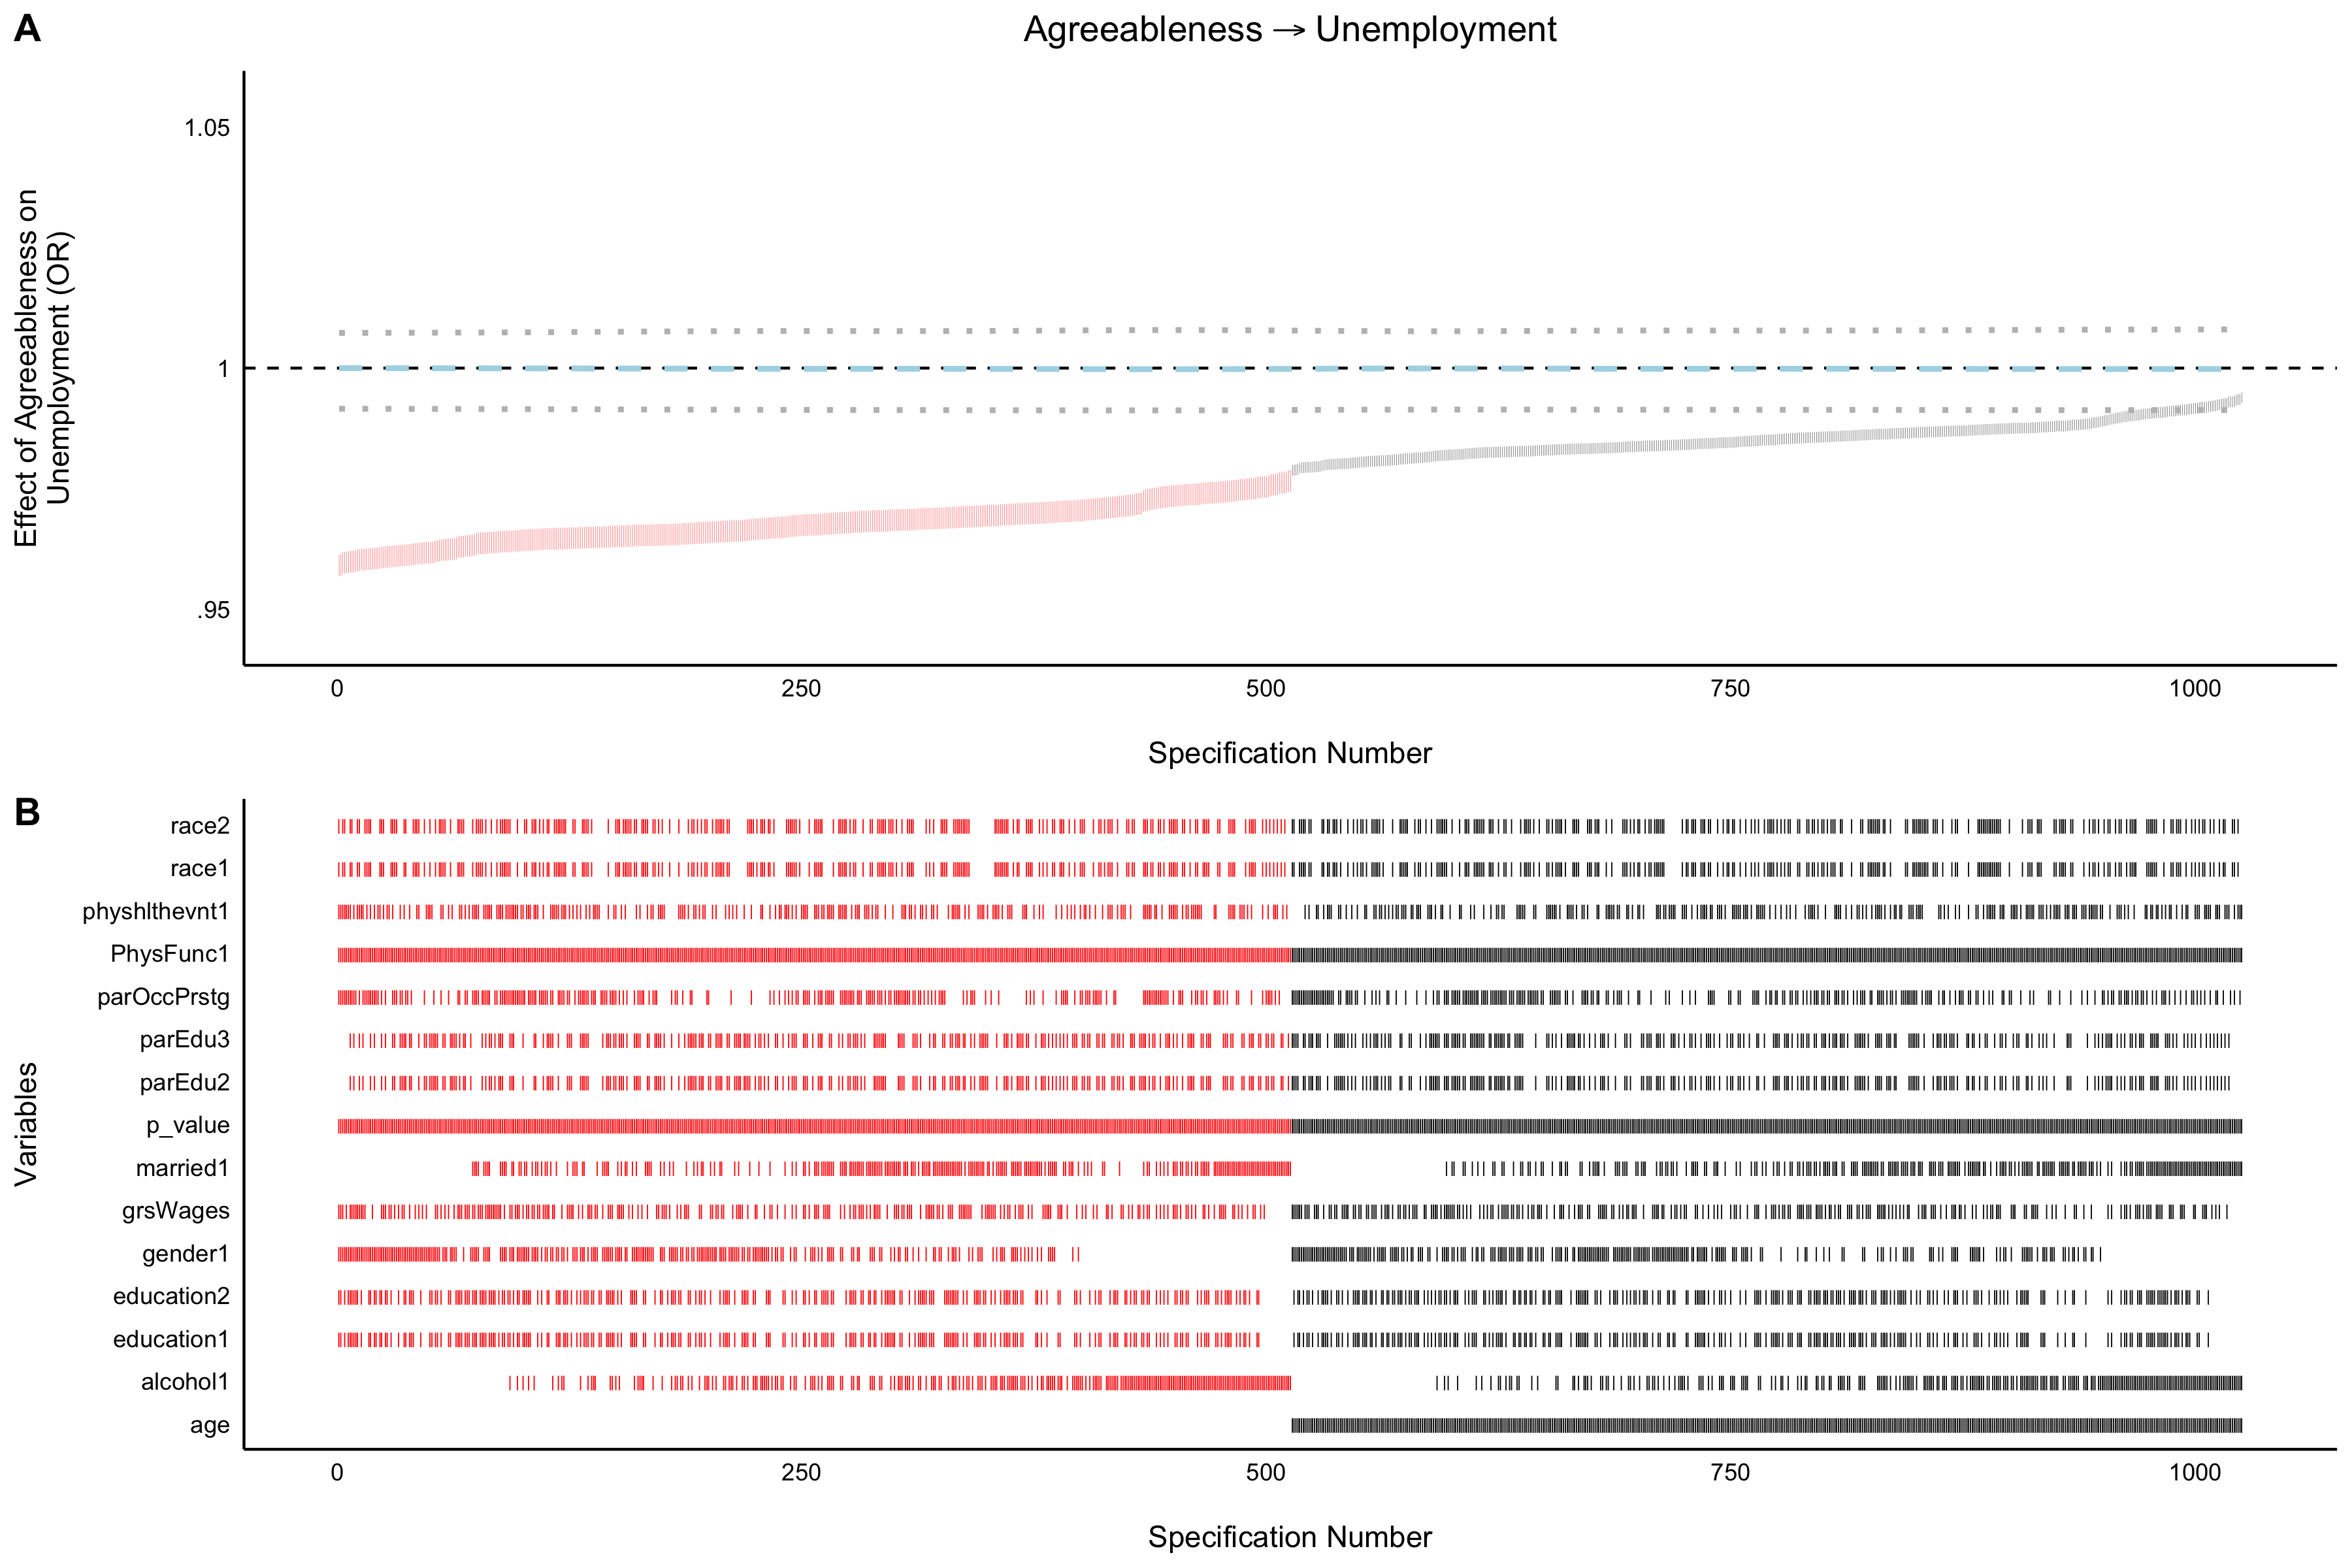 A
Agreeableness → Unemployment
Effect of Agreeableness on
Unemployment (OR)
1.05
1
.95
0 250 500 750 1000
Specification Number
B
Variables
race2
race1
physhlthevnt1
PhysFunc1
parOccPrstg
parEdu3
parEdu2
p_value
married1
grsWages
gender1
education2
education1
alcohol1
age
0 250 500 750 1000
Specification Number